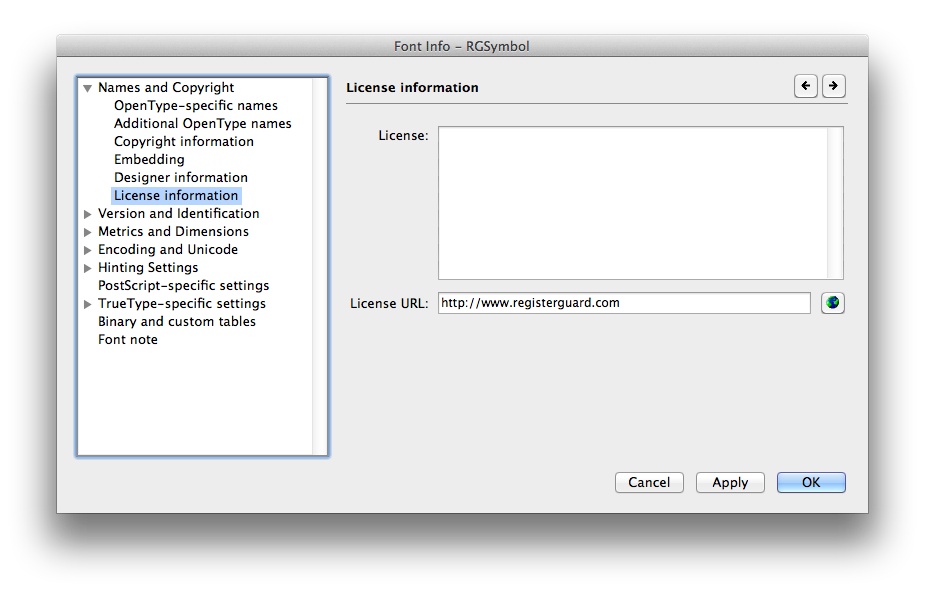 Font Info – RGSymbol
Names and Copyright
OpenType-specific names
Additional OpenType names
Copyright information
Embedding
Designer information
License information
Version and Identification
Metrics and Dimensions
Encoding and Unicode
Hinting Settings
PostScript-specific settings
TrueType-specific settings
Binary and custom tables
Font note
License information
License:
License URL: http://www.registerguard.com
Cancel Apply OK